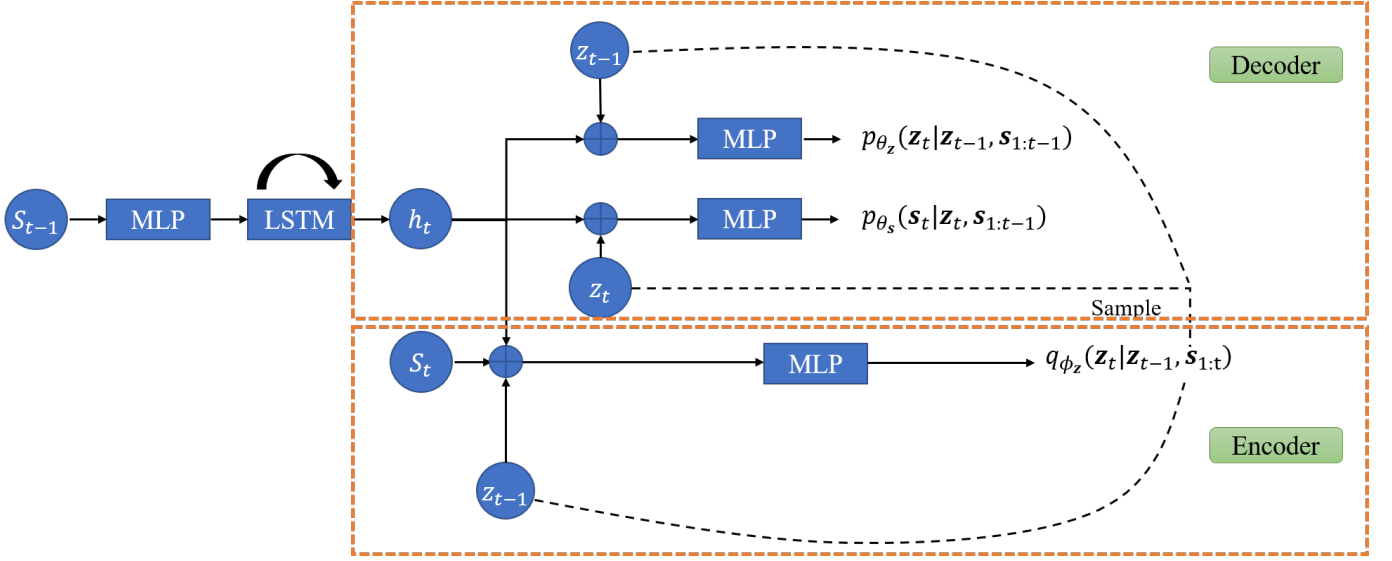 z_{t-1}
Decoder
MLP
p_{θ_z}(z_t|z_{t-1}, s_{1:t-1})
S_{t-1}
MLP
LSTM
h_t
MLP
p_{θ_s}(s_t|z_t, s_{1:t-1})
z_t
Sample
S_t
MLP
q_{ϕ_z}(z_t|z_{t-1}, s_{1:t})
Encoder
z_{t-1}